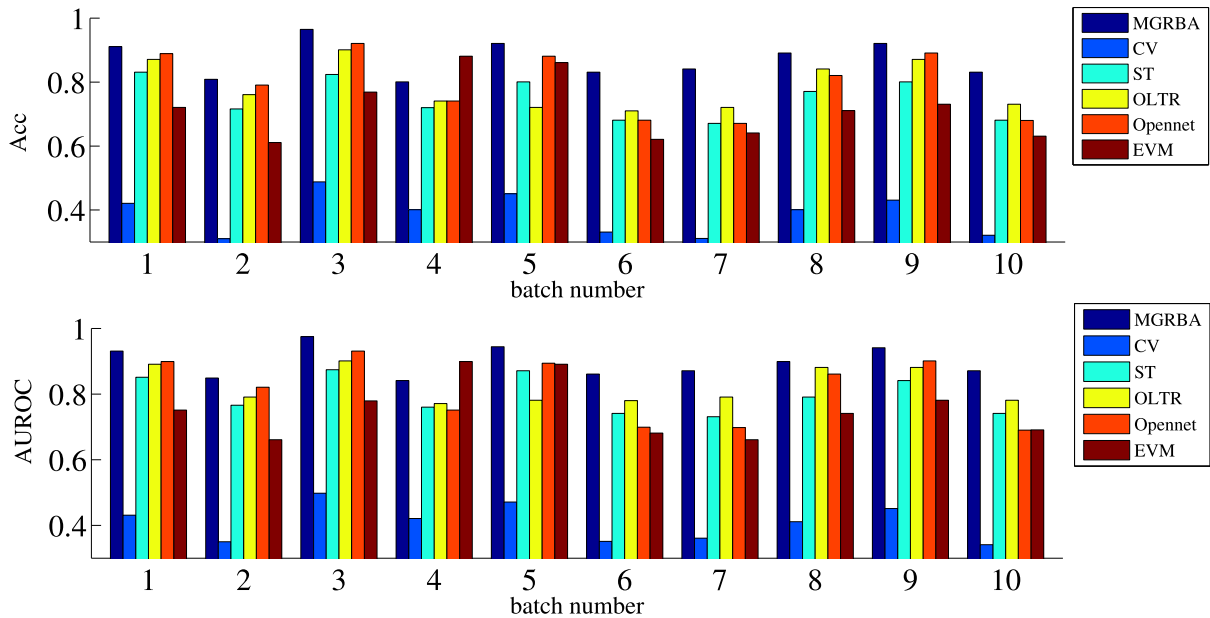 Acc
1
0.8
0.6
0.4
1 2 3 4 5 6 7 8 9 10
batch number
MGRBA
CV
ST
OLTR
Opennet
EVM
AUROC
1
0.8
0.6
0.4
1 2 3 4 5 6 7 8 9 10
batch number
MGRBA
CV
ST
OLTR
Opennet
EVM